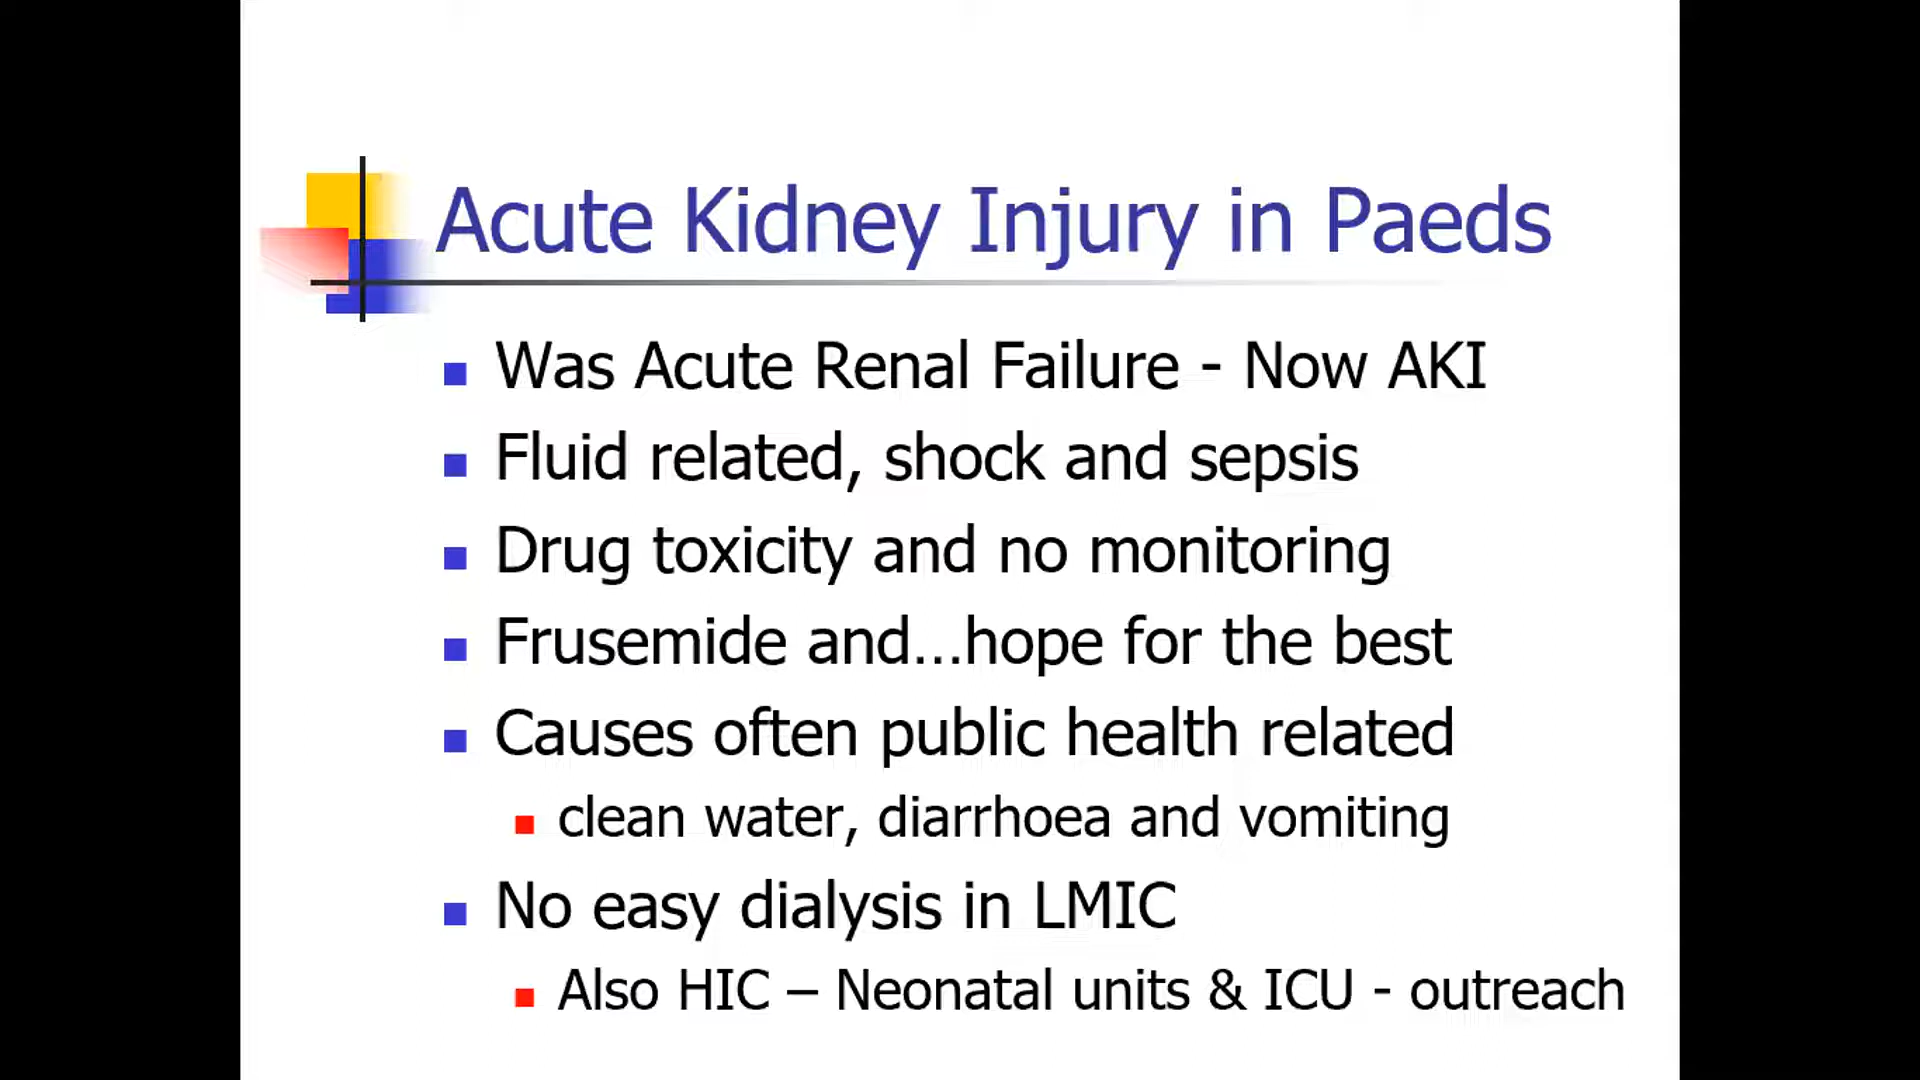 Acute Kidney Injury in Paeds
Was Acute Renal Failure - Now AKI
Fluid related, shock and sepsis
Drug toxicity and no monitoring
Frusemide and...hope for the best
Causes often public health related
clean water, diarrhoea and vomiting
No easy dialysis in LMIC
Also HIC – Neonatal units & ICU - outreach